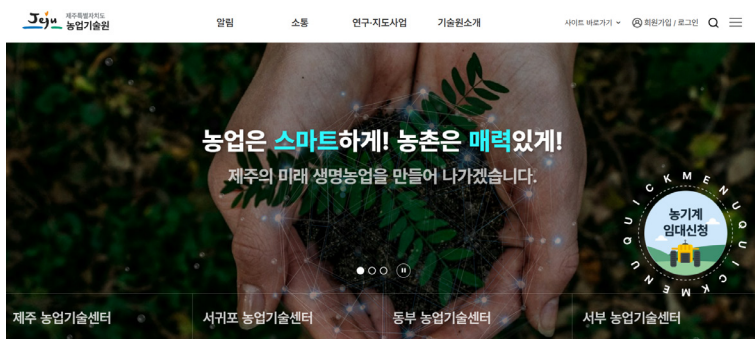 Jeju 제주특별자치도 농업기술원
알림 소통 연구·지도사업 기술원소개
사이트 바로가기 회원가입 / 로그인
농업은 스마트하게! 농촌은 매력있게!
제주의 미래 생명농업을 만들어 나가겠습니다.
QUICK MENU QUICK MENU
농기계
임대신청
제주 농업기술센터 서귀포 농업기술센터 동부 농업기술센터 서부 농업기술센터